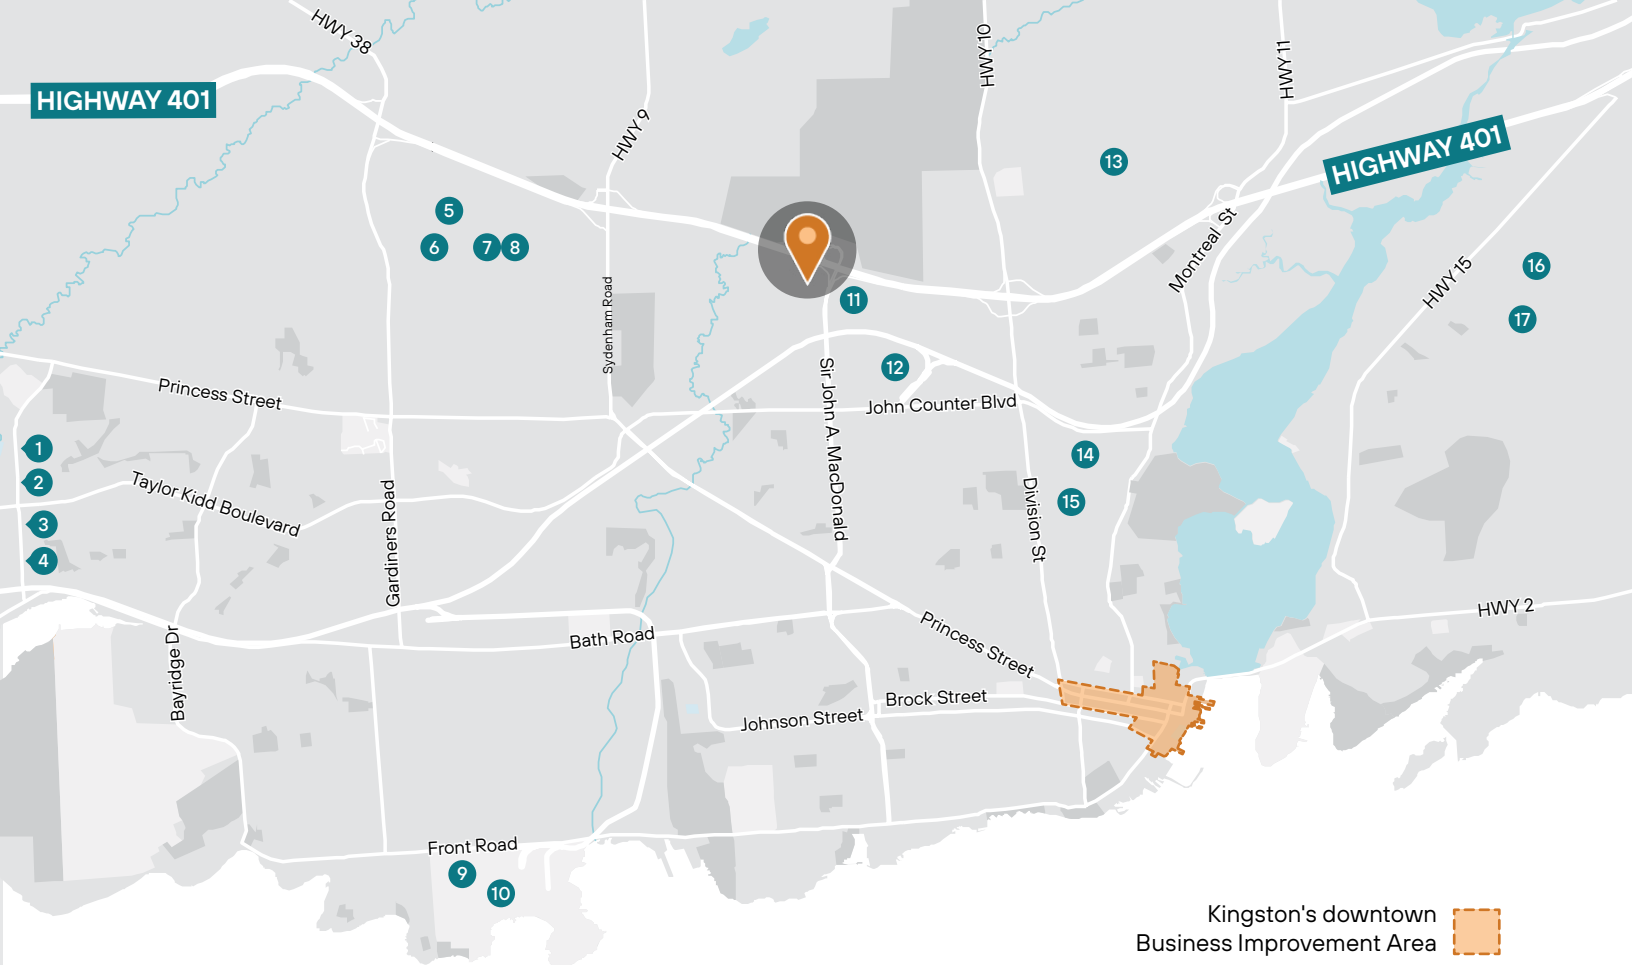 HWY 38
HIGHWAY 401
HWY 9
HWY 10
HWY 11
HIGHWAY 401
13
5
6
7
8
Montreal St
HWY 15
16
17
11
12
Sydenham Road
Princess Street
Sir John A. MacDonald
John Counter Blvd
1
2
3
4
Taylor Kidd Boulevard
Gardiners Road
14
15
Division St
HWY 2
Bath Road
Princess Street
Bayridge Dr
Brock Street
Johnson Street
Front Road
9
10
Kingston's downtown
Business Improvement Area